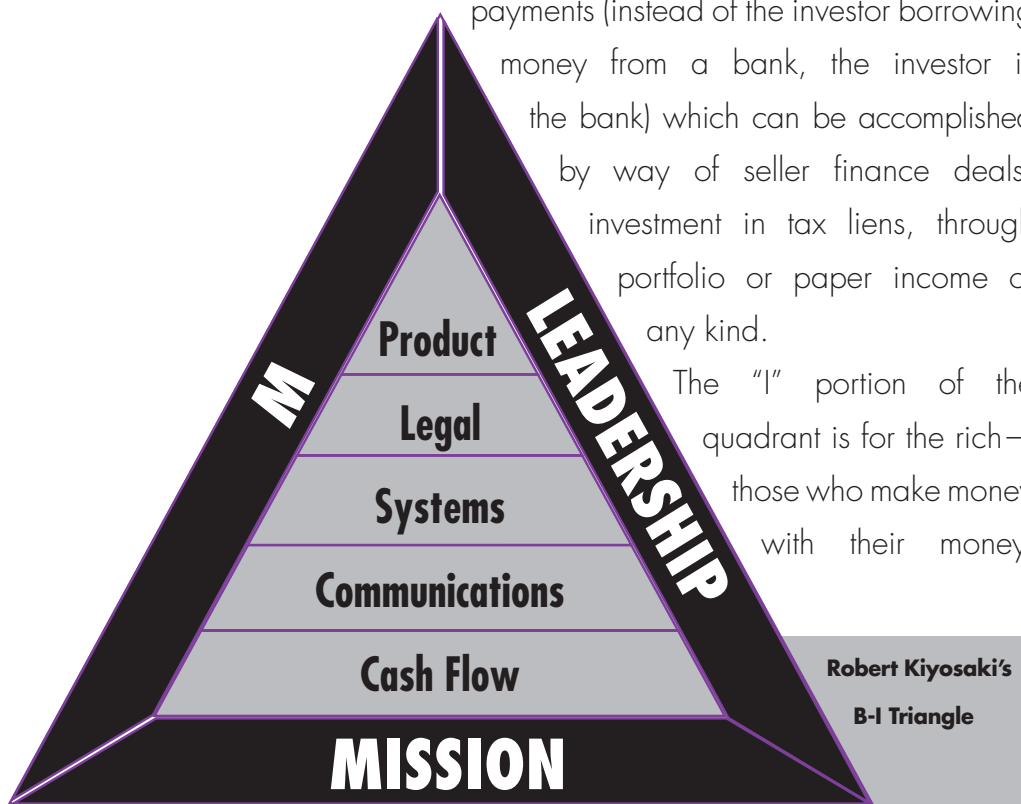 payments (instead of the investor borrowing
money from a bank, the investor i
the bank) which can be accomplished
by way of seller finance deals
investment in tax liens, through
portfolio or paper income o
any kind.
The “I” portion of the
quadrant is for the rich—
those who make money
with their money
M
LEADERSHIP
Product
Legal
Systems
Communications
Cash Flow
MISSION
Robert Kiyosaki’s
B-I Triangle